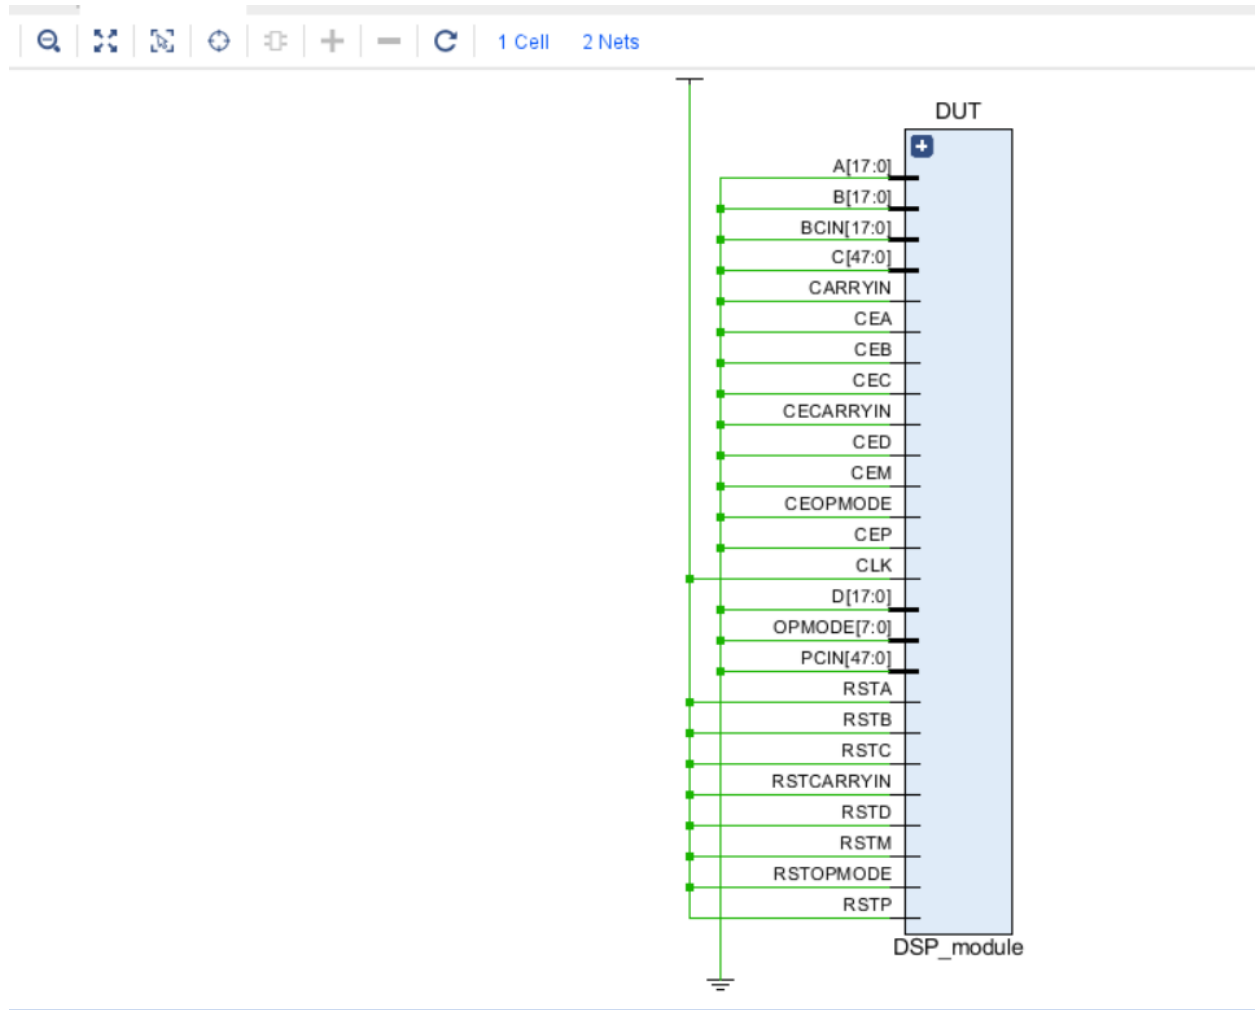 1 Cell 2 Nets
DUT
A[17:0]
B[17:0]
BCIN[17:0]
C[47:0]
CARRYIN
CEA
CEB
CEC
CECARRYIN
CED
CEM
CEOPMODE
CEP
CLK
D[17:0]
OPMODE[7:0]
PCIN[47:0]
RSTA
RSTB
RSTC
RSTCARRYIN
RSTD
RSTM
RSTOPMODE
RSTP
DSP_module